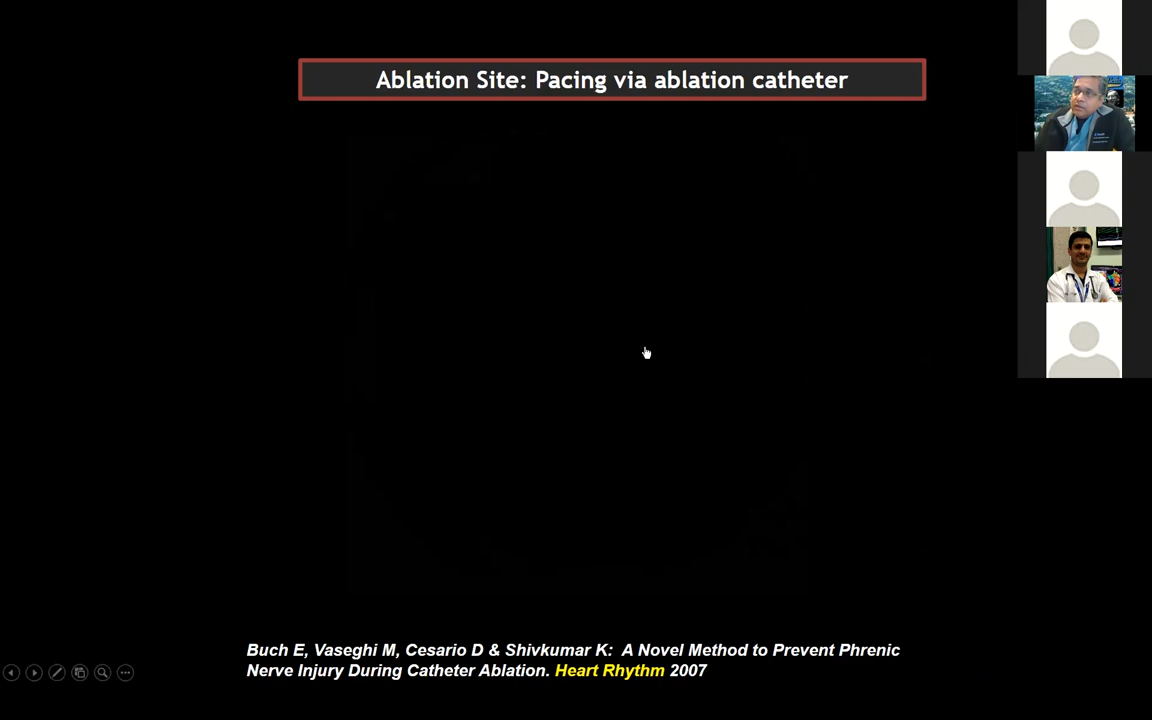 Ablation Site: Pacing via ablation catheter
Buch E, Vaseghi M, Cesario D & Shivkumar K: A Novel Method to Prevent Phrenic
Nerve Injury During Catheter Ablation. Heart Rhythm 2007